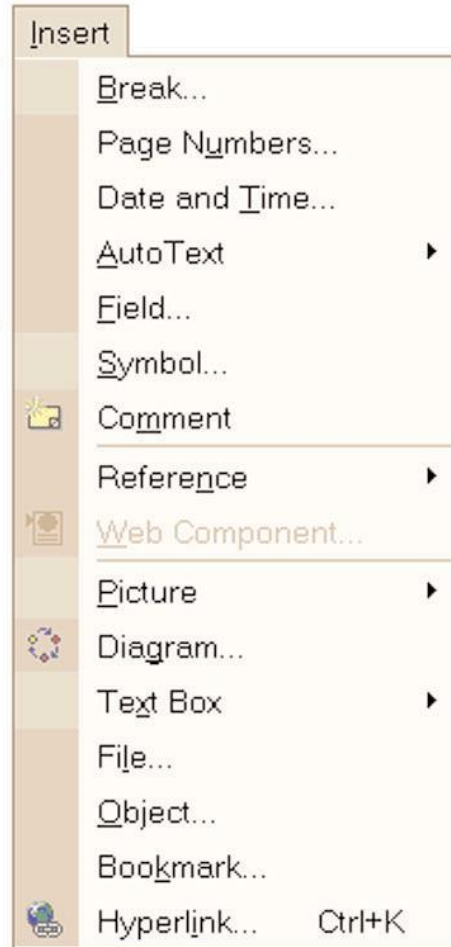 Insert
Break...
Page Numbers...
Date and Time...
AutoText
Field...
Symbol...
Comment
Reference
Web Component...
Picture
Diagram...
Text Box
File...
Object...
Bookmark...
Hyperlink... Ctrl+K